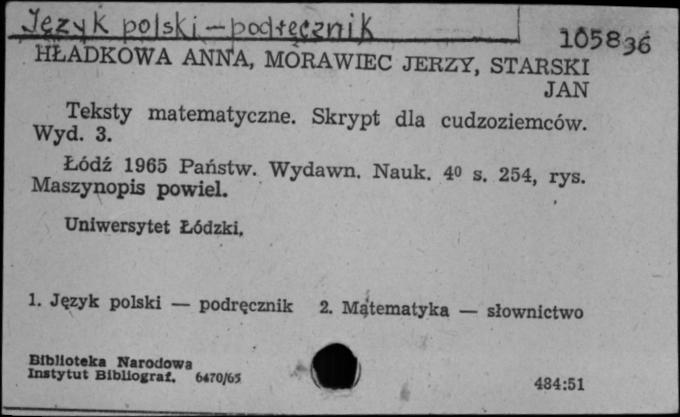 Język polski – podręcznik
105836
HŁADKOWA ANNA, MORAWIEC JERZY, STARSKI
JAN
Teksty matematyczne. Skrypt dla cudzoziemców.
Wyd. 3.
Łódź 1965 Państw. Wydawn. Nauk. 4⁰ s. 254, rys.
Maszynopis powiel.
Uniwersytet Łódzki.
1. Język polski — podręcznik 2. Matematyka — słownictwo
Biblioteka Narodowa
Instytut Bibliograf. 6470/65
484:51